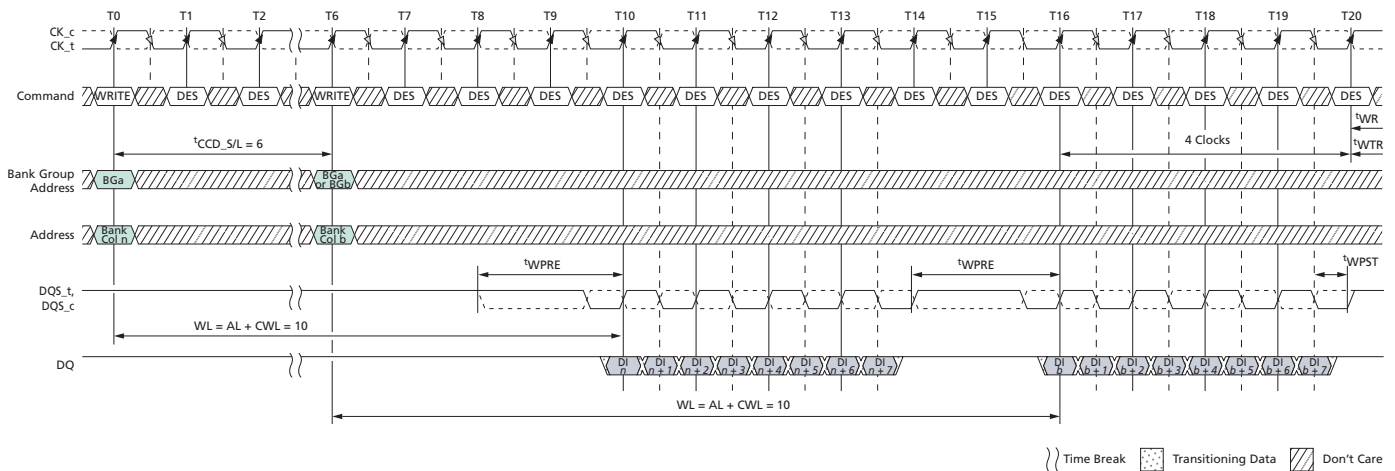 T0 T1 T2 T6 T7 T8 T9 T10 T11 T12 T13 T14 T15 T16 T17 T18 T19 T20
CK_c
CK_t
Command WRITE DES DES WRITE DES DES DES DES DES DES DES DES DES DES DES DES DES DES
tWR
tCCD_S/L = 6
4 Clocks
tWTR
Bank Group
Address
BGa
BGa
or BGb
Address
Bank
Col n
Bank
Col b
tWPRE tWPRE tWPST
DQS_t,
DQS_c
WL = AL + CWL = 10
DQ
DI
n
DI
n + 1
DI
n + 2
DI
n + 3
DI
n + 4
DI
n + 5
DI
n + 6
DI
n + 7
DI
b
DI
b + 1
DI
b + 2
DI
b + 3
DI
b + 4
DI
b + 5
DI
b + 6
DI
b + 7
WL = AL + CWL = 10
Time Break Transitioning Data Don't Care